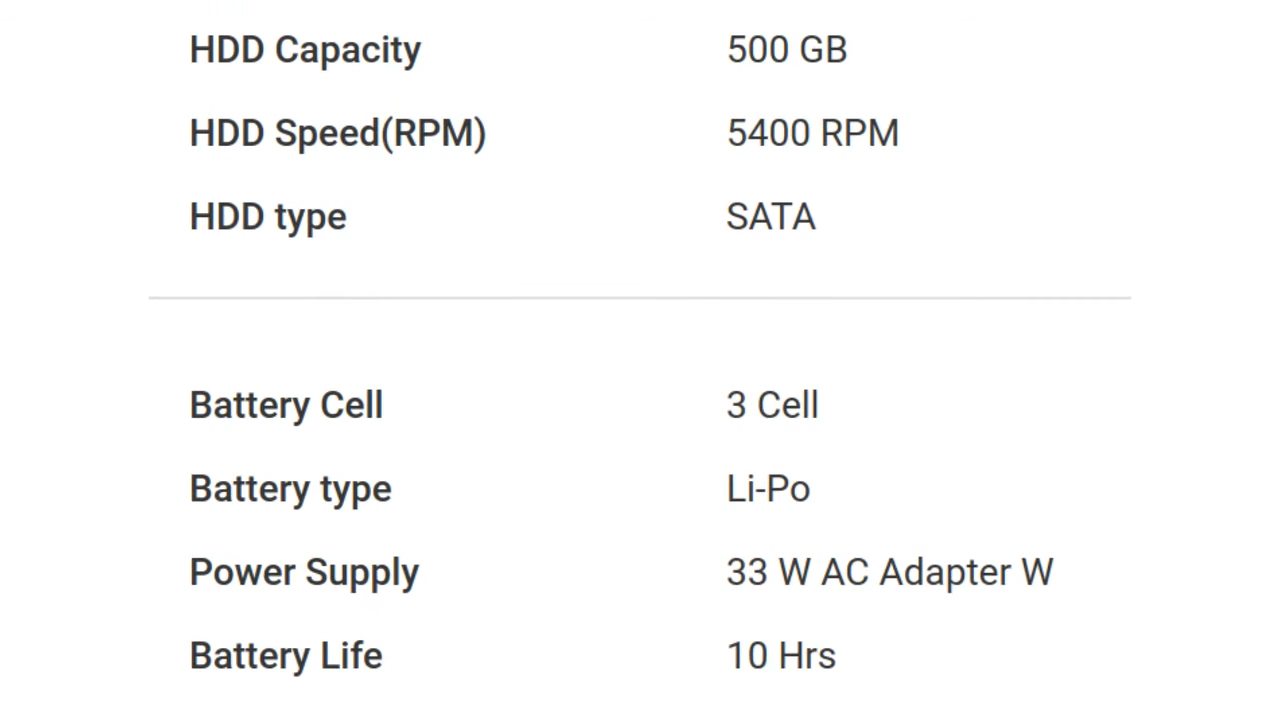 HDD Capacity 500 GB
HDD Speed(RPM) 5400 RPM
HDD type SATA
Battery Cell 3 Cell
Battery type Li-Po
Power Supply 33 W AC Adapter W
Battery Life 10 Hrs